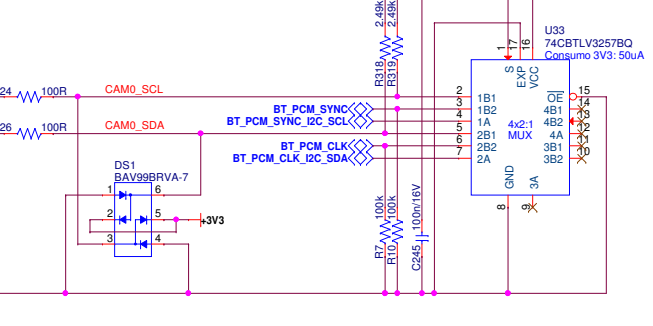 2.49k
2.49k
R318
R319
U33
74CBTLV3257BQ
Consumo 3V3: 50uA
1
17
16
S
EXP
VCC
24
100R
CAM0_SCL
26
100R
CAM0_SDA
BT_PCM_SYNC
BT_PCM_SYNC_I2C_SCL
BT_PCM_CLK
BT_PCM_CLK_I2C_SDA
2
3
4
5
6
7
1B1
1B2
1A
2B1
2B2
2A
4x2:1
MUX
OE
4B1
4B2
4A
3B1
3B2
15
14
13
12
11
10
GND
3A
8
9
DS1
BAV99BRVA-7
1
6
2
5
3
4
+3V3
R7
100k
R10
100k
C245
100n/16V